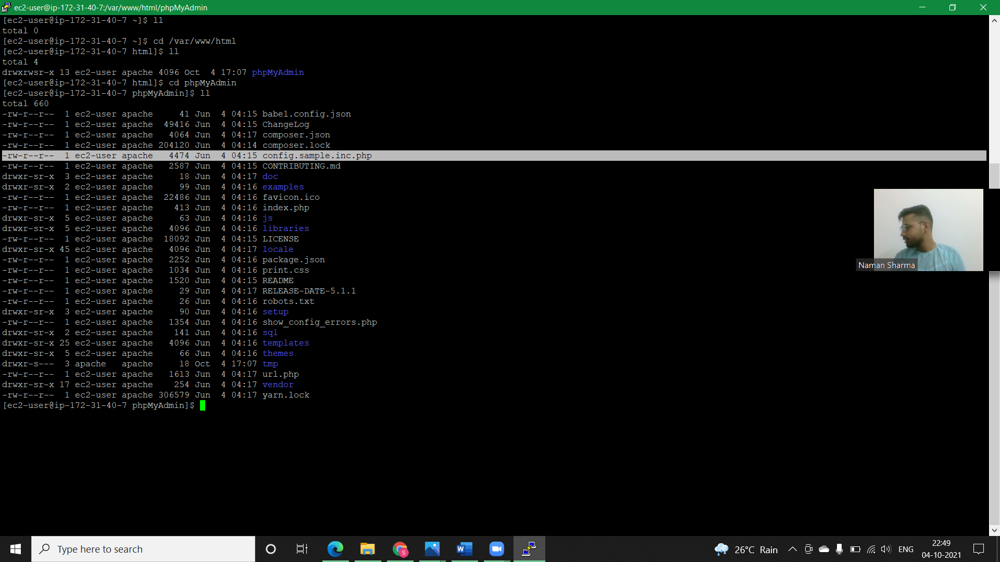 ec2-user@ip-172-31-40-7:/var/www/html/phpMyAdmin
[ec2-user@ip-172-31-40-7 ~]$ ll
total 0
[ec2-user@ip-172-31-40-7 ~]$ cd /var/www/html
[ec2-user@ip-172-31-40-7 html]$ ll
total 4
drwxrwsr-x 13 ec2-user apache 4096 Oct  4 17:07 phpMyAdmin
[ec2-user@ip-172-31-40-7 html]$ cd phpMyAdmin
[ec2-user@ip-172-31-40-7 phpMyAdmin]$ ll
total 660
-rw-r--r--  1 ec2-user apache     41 Jun  4 04:15 babel.config.json
-rw-r--r--  1 ec2-user apache  49416 Jun  4 04:15 ChangeLog
-rw-r--r--  1 ec2-user apache   4064 Jun  4 04:17 composer.json
-rw-r--r--  1 ec2-user apache 204120 Jun  4 04:14 composer.lock
-rw-r--r--  1 ec2-user apache   4474 Jun  4 04:15 config.sample.inc.php
-rw-r--r--  1 ec2-user apache   2587 Jun  4 04:15 CONTRIBUTING.md
drwxr-sr-x  3 ec2-user apache     18 Jun  4 04:17 doc
drwxr-sr-x  2 ec2-user apache     99 Jun  4 04:16 examples
-rw-r--r--  1 ec2-user apache  22486 Jun  4 04:16 favicon.ico
-rw-r--r--  1 ec2-user apache    413 Jun  4 04:16 index.php
drwxr-sr-x  5 ec2-user apache     63 Jun  4 04:16 js
drwxr-sr-x  5 ec2-user apache   4096 Jun  4 04:16 libraries
-rw-r--r--  1 ec2-user apache  18092 Jun  4 04:15 LICENSE
drwxr-sr-x 45 ec2-user apache   4096 Jun  4 04:17 locale
-rw-r--r--  1 ec2-user apache   2252 Jun  4 04:16 package.json
-rw-r--r--  1 ec2-user apache   1034 Jun  4 04:16 print.css
-rw-r--r--  1 ec2-user apache   1520 Jun  4 04:15 README
-rw-r--r--  1 ec2-user apache     29 Jun  4 04:17 RELEASE-DATE-5.1.1
-rw-r--r--  1 ec2-user apache     26 Jun  4 04:16 robots.txt
drwxr-sr-x  3 ec2-user apache     90 Jun  4 04:16 setup
-rw-r--r--  1 ec2-user apache   1354 Jun  4 04:16 show_config_errors.php
drwxr-sr-x  2 ec2-user apache    141 Jun  4 04:16 sql
drwxr-sr-x 25 ec2-user apache   4096 Jun  4 04:16 templates
drwxr-sr-x  5 ec2-user apache     66 Jun  4 04:16 themes
drwxr-s---  3 apache   apache     18 Oct  4 17:07 tmp
-rw-r--r--  1 ec2-user apache   1613 Jun  4 04:17 url.php
drwxr-sr-x 17 ec2-user apache    254 Jun  4 04:17 vendor
-rw-r--r--  1 ec2-user apache 306579 Jun  4 04:17 yarn.lock
[ec2-user@ip-172-31-40-7 phpMyAdmin]$
Naman Sharma
Type here to search
S
W
26°C Rain
ENG
22:49
04-10-2021